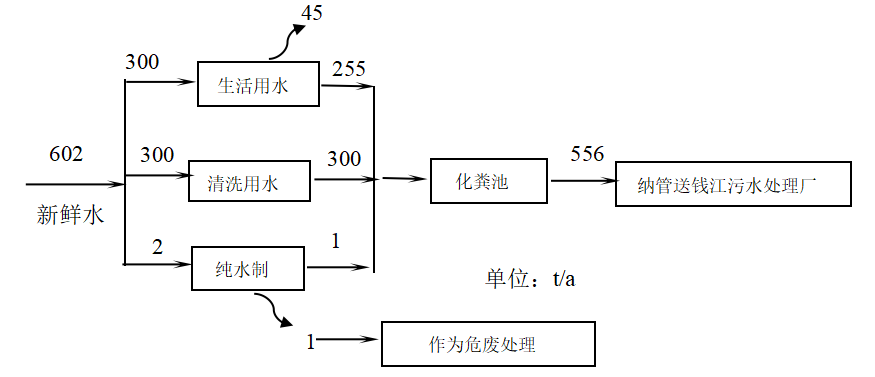 45
300
生活用水
255
602
300
清洗用水
300
化粪池
556
纳管送钱江污水处理厂
新鲜水
2
纯水制
1
单位：t/a
1
作为危废处理